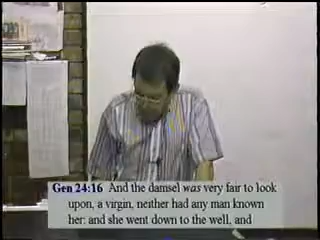 Gen 24:16 And the damsel was very fair to look
upon, a virgin, neither had any man known
her: and she went down to the well, and